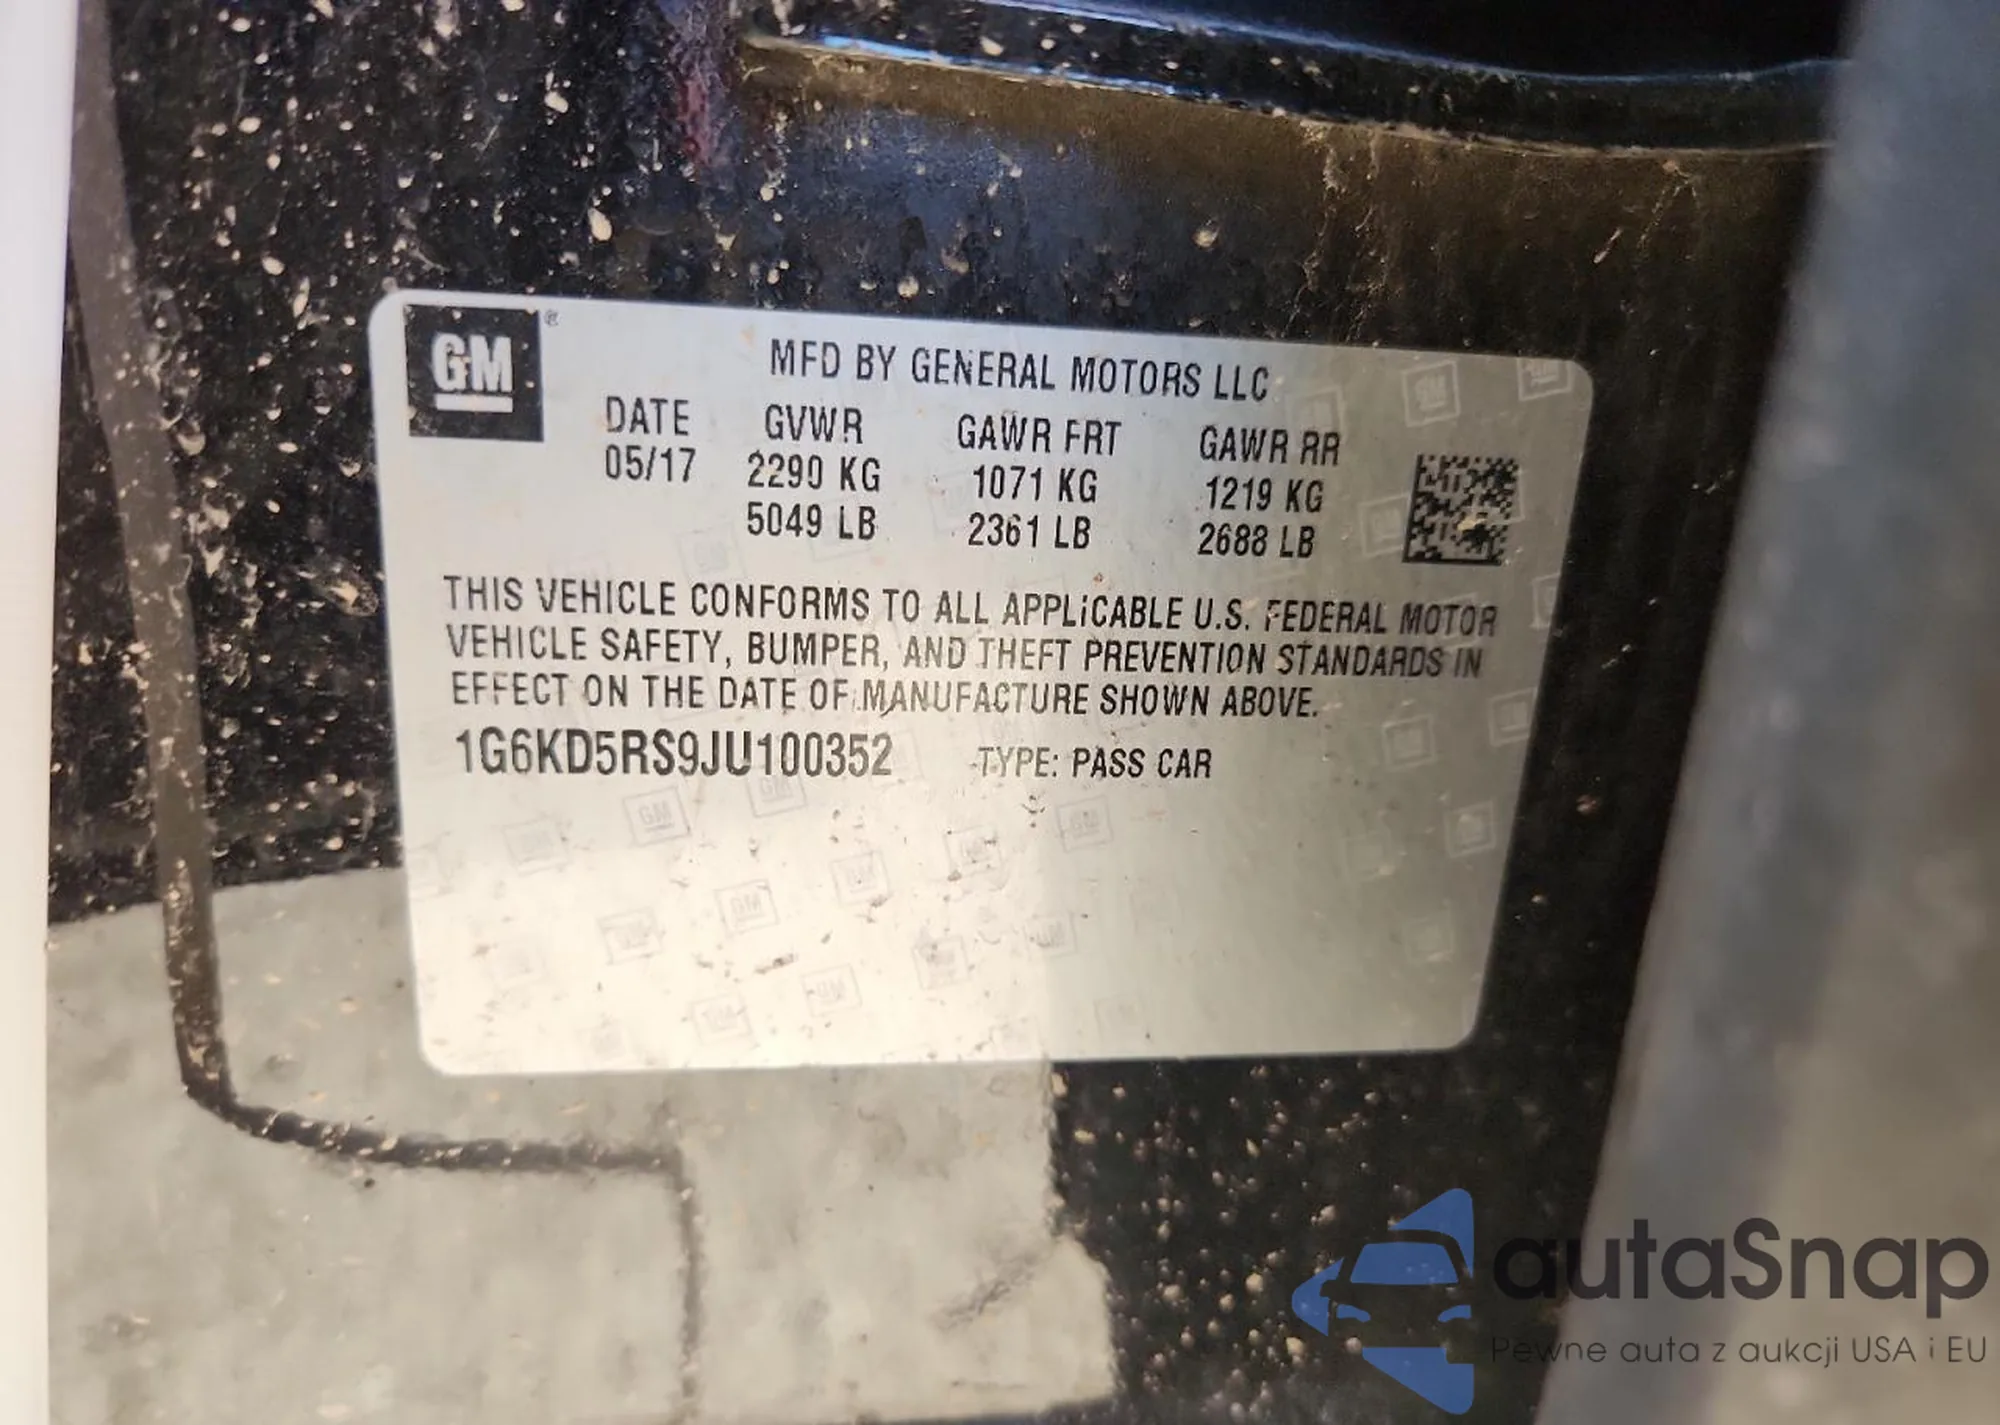 GM®
MFD BY GENERAL MOTORS LLC
DATE GVWR GAWR FRT GAWR RR
05/17 2290 KG 1071 KG 1219 KG
5049 LB 2361 LB 2688 LB
THIS VEHICLE CONFORMS TO ALL APPLICABLE U.S. FEDERAL MOTOR
VEHICLE SAFETY, BUMPER, AND THEFT PREVENTION STANDARDS IN
EFFECT ON THE DATE OF MANUFACTURE SHOWN ABOVE.
1G6KD5RS9JU100352 TYPE: PASS CAR
autaSnap
Pewne auta z aukcji USA i EU